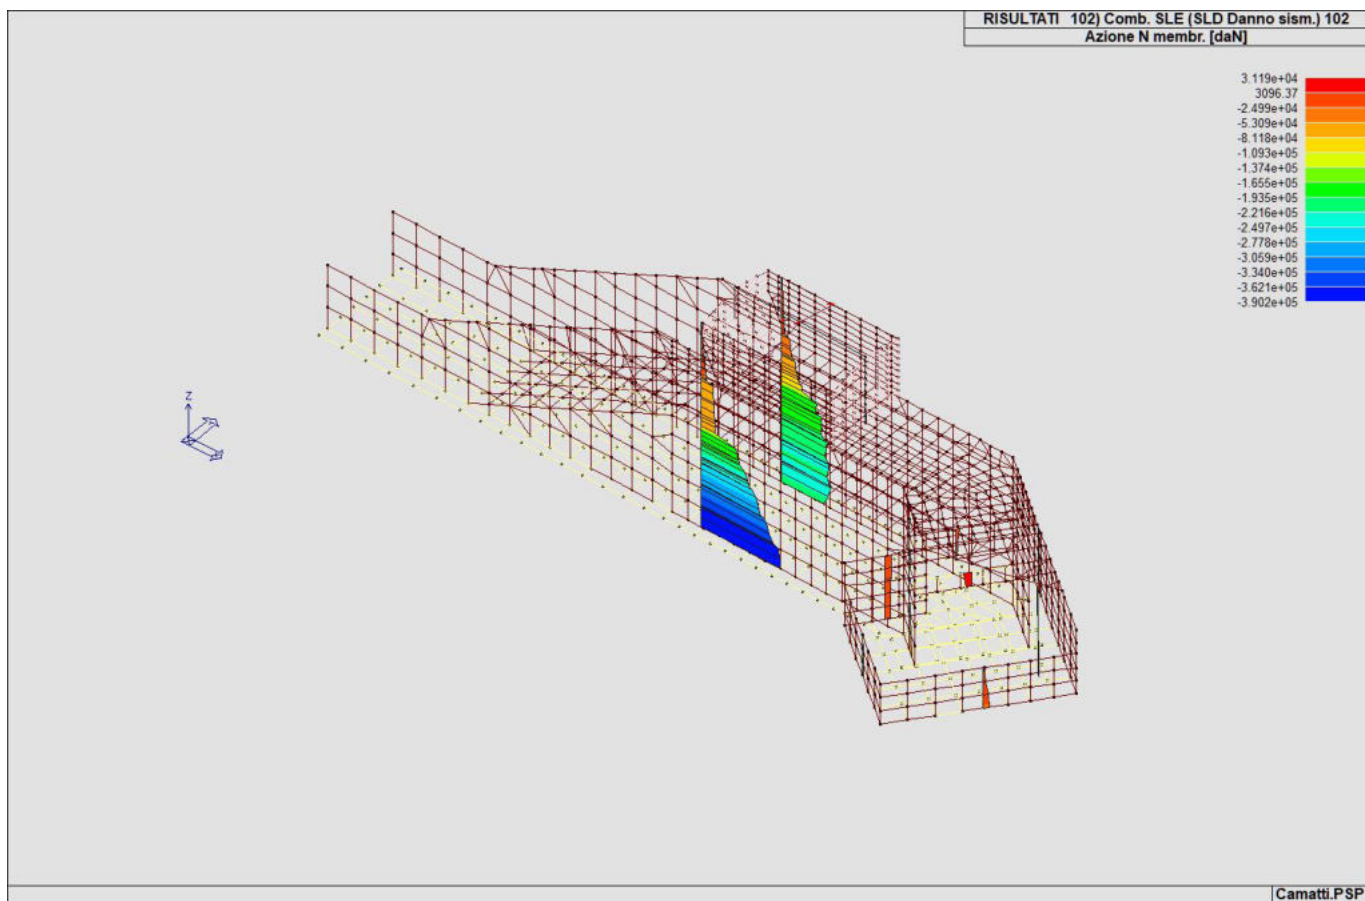 RISULTATI 102) Comb. SLE (SLD Danno sism.) 102
Azione N membr. [daN]
3.119e+04
3096.37
-2.499e+04
-5.309e+04
-8.118e+04
-1.093e+05
-1.374e+05
-1.655e+05
-1.935e+05
-2.216e+05
-2.497e+05
-2.778e+05
-3.059e+05
-3.340e+05
-3.621e+05
-3.902e+05
Z
Camatti.PSP